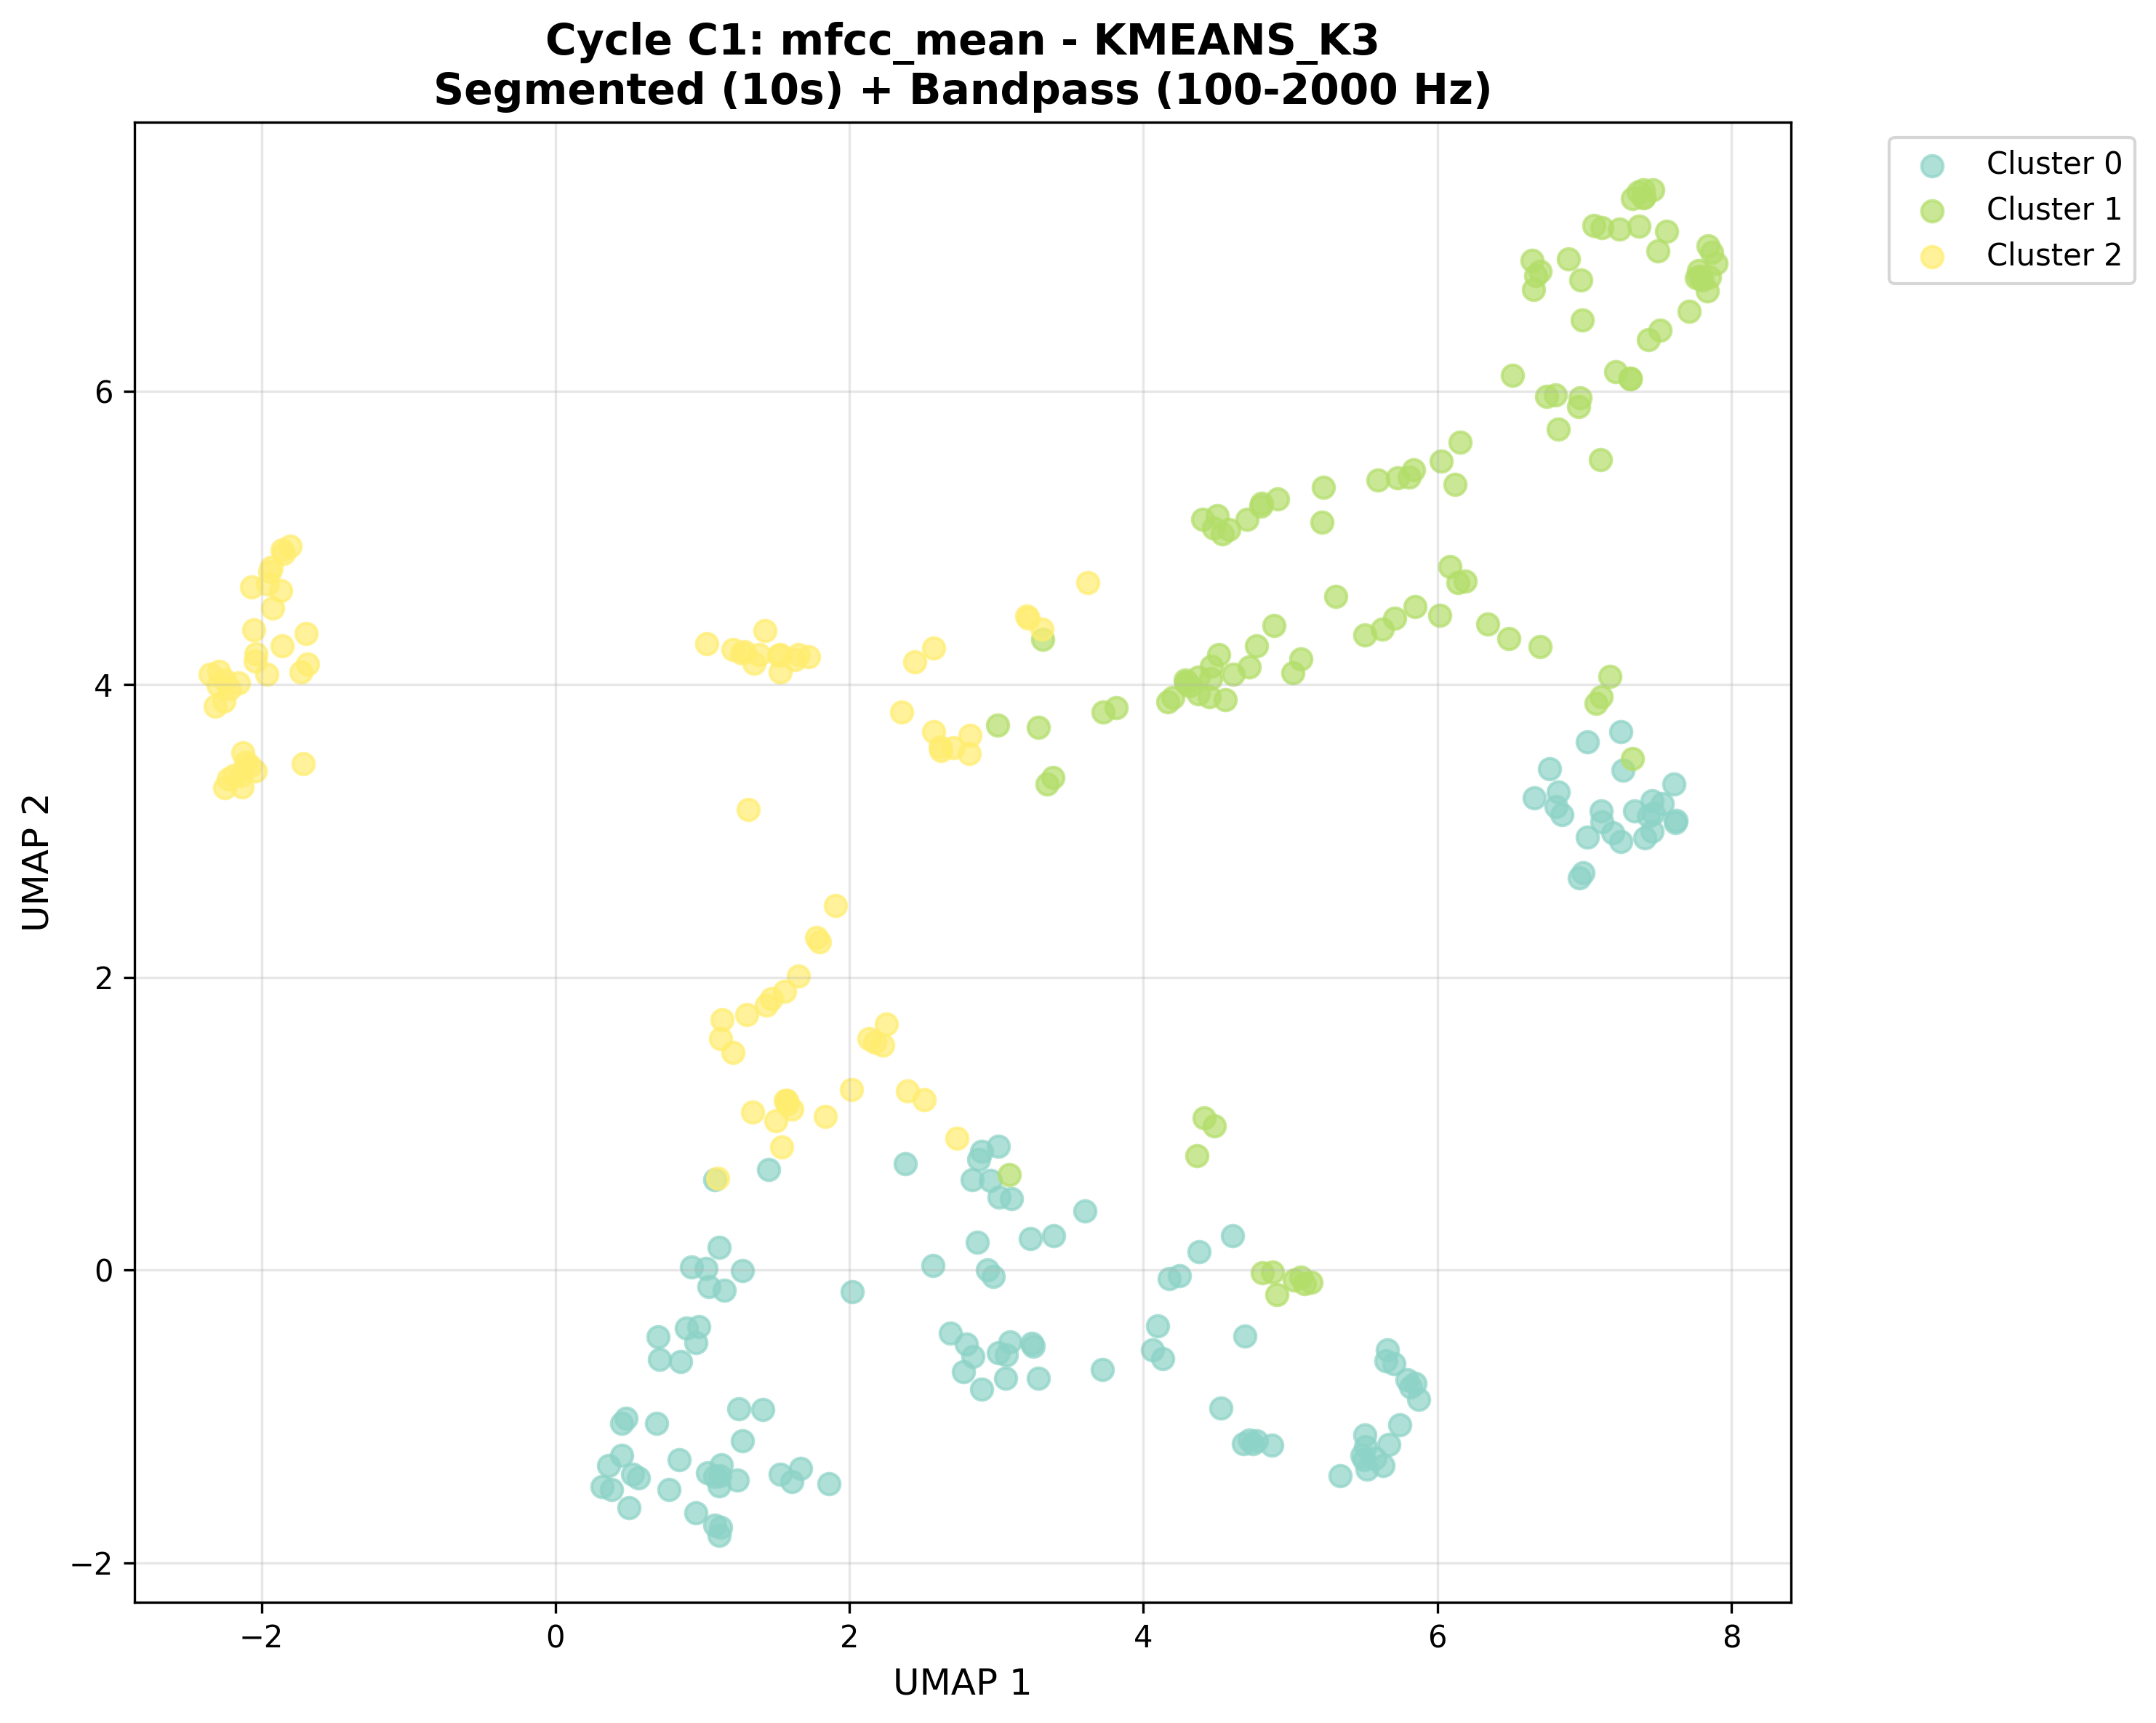 Cycle C1: mfcc_mean - KMEANS_K3
Segmented (10s) + Bandpass (100-2000 Hz)
Cluster 0
Cluster 1
Cluster 2
6
4
2
0
−2
UMAP 2
−2
0
2
4
6
8
UMAP 1